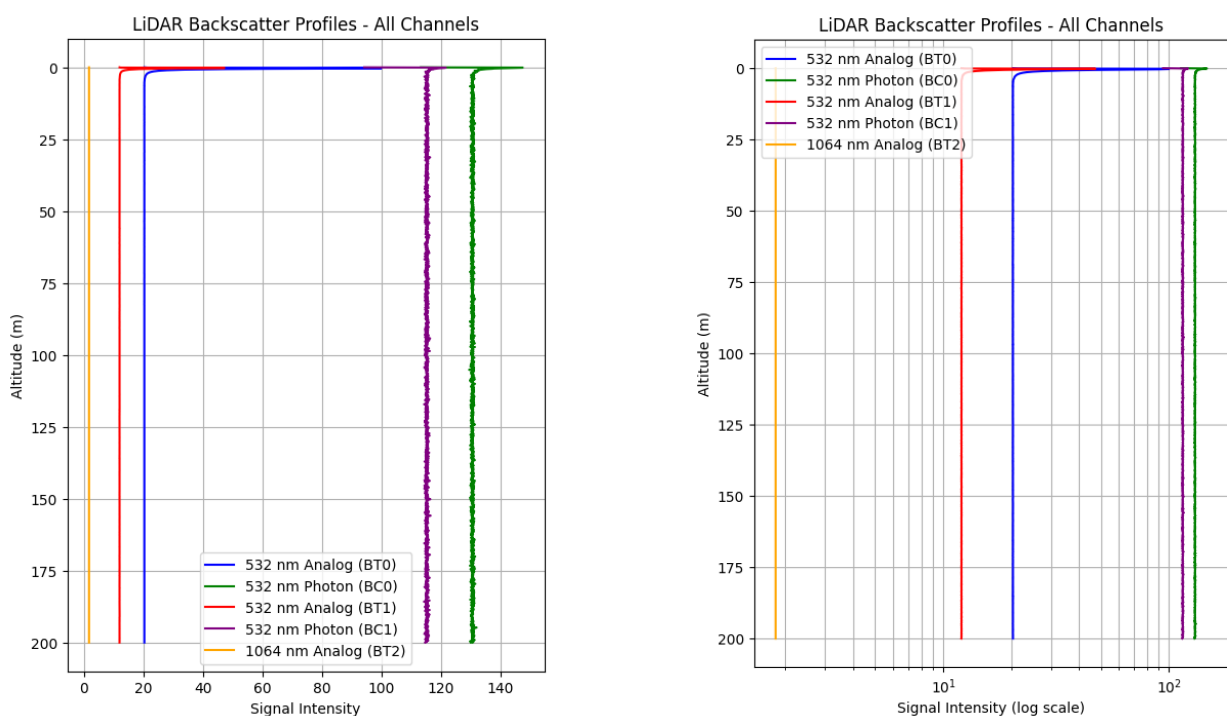 LiDAR Backscatter Profiles - All Channels
0
25
50
75
100
125
150
175
200
Altitude (m)
532 nm Analog (BT0)
532 nm Photon (BC0)
532 nm Analog (BT1)
532 nm Photon (BC1)
1064 nm Analog (BT2)
0 20 40 60 80 100 120 140
Signal Intensity
LiDAR Backscatter Profiles - All Channels
532 nm Analog (BT0)
532 nm Photon (BC0)
532 nm Analog (BT1)
532 nm Photon (BC1)
1064 nm Analog (BT2)
0
25
50
75
100
125
150
175
200
Altitude (m)
10¹ 10²
Signal Intensity (log scale)